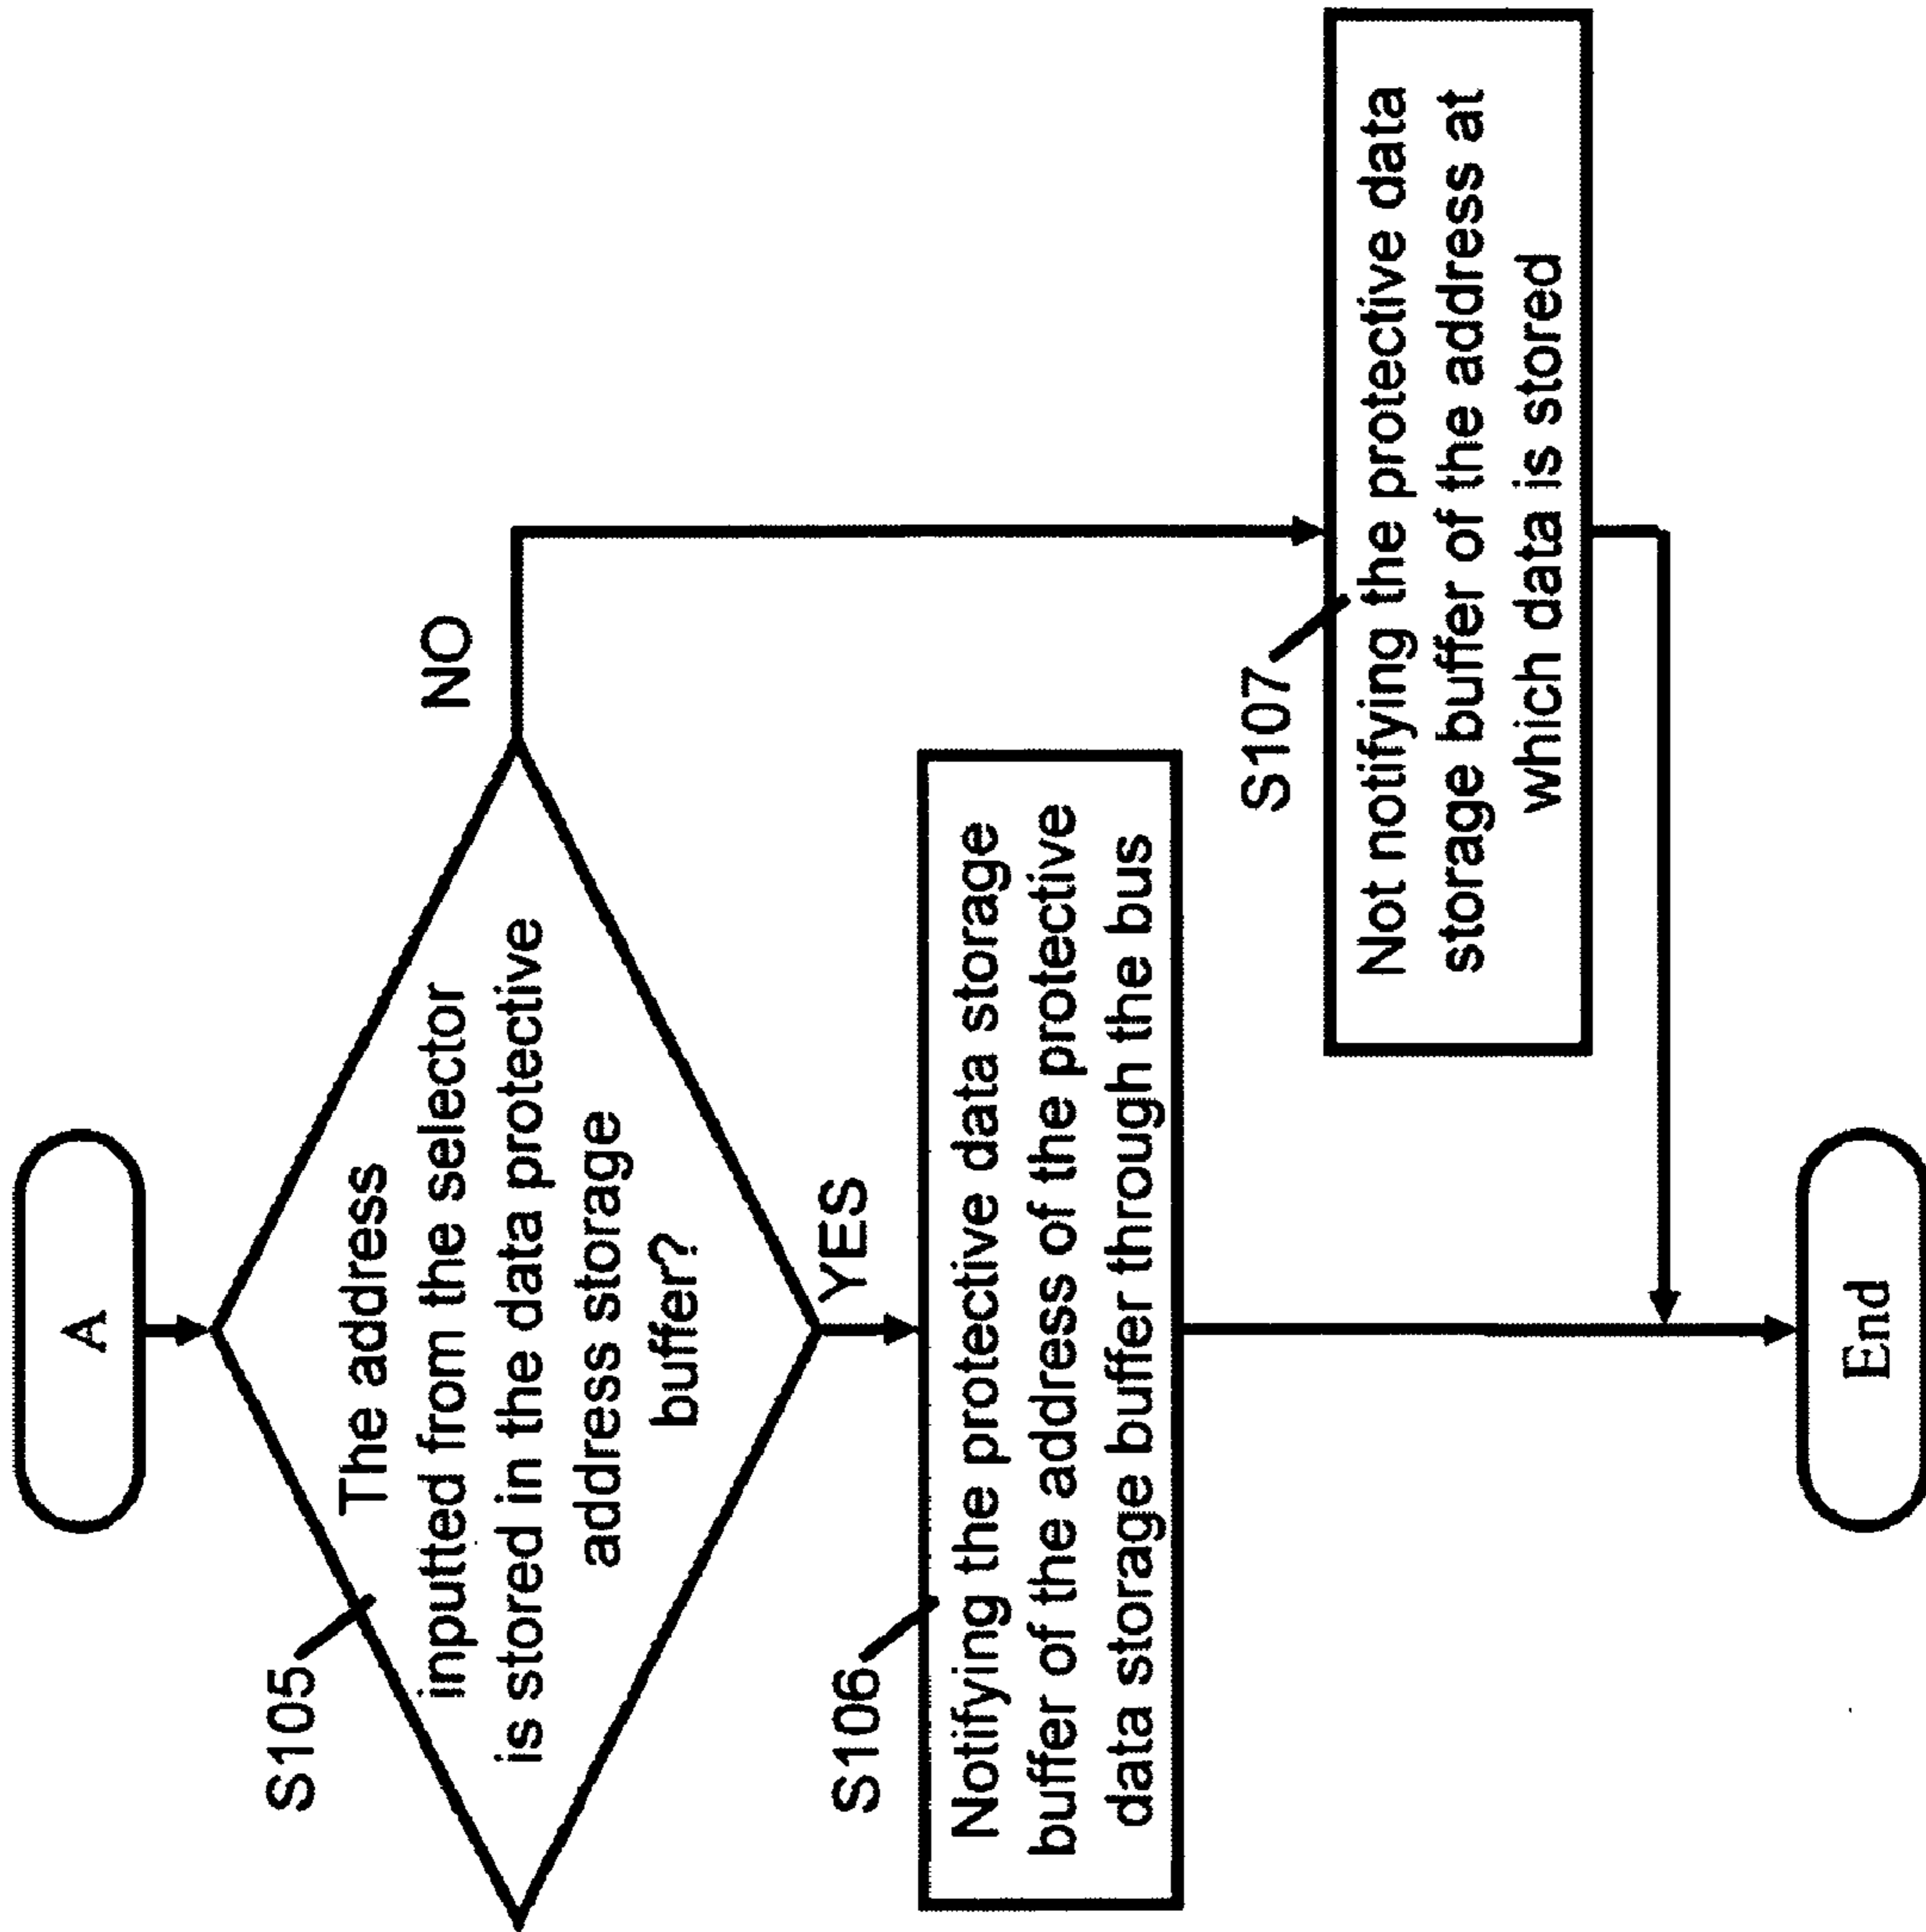 A
S105
The address
inputted from the selector
is stored in the data protective
address storage
buffer?
NO
YES
S106
Notifying the protective data storage
buffer of the address of the protective
data storage buffer through the bus
S107
Not notifying the protective data
storage buffer of the address at
which data is stored
End